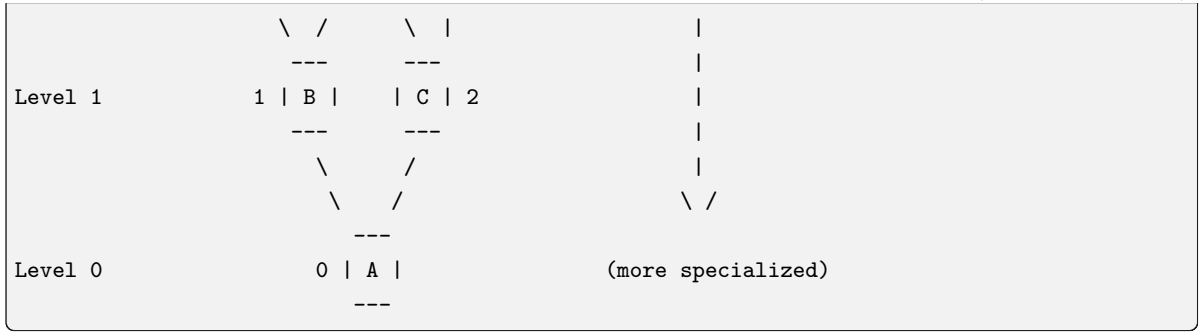 \ /      \ |                    |
                       ---      ---                     |
Level 1             1 | B |    | C | 2                  |
                       ---      ---                     |
                         \      /                       |
                          \    /                      \ /
                            ---
Level 0                  0 | A |                (more specialized)
                            ---